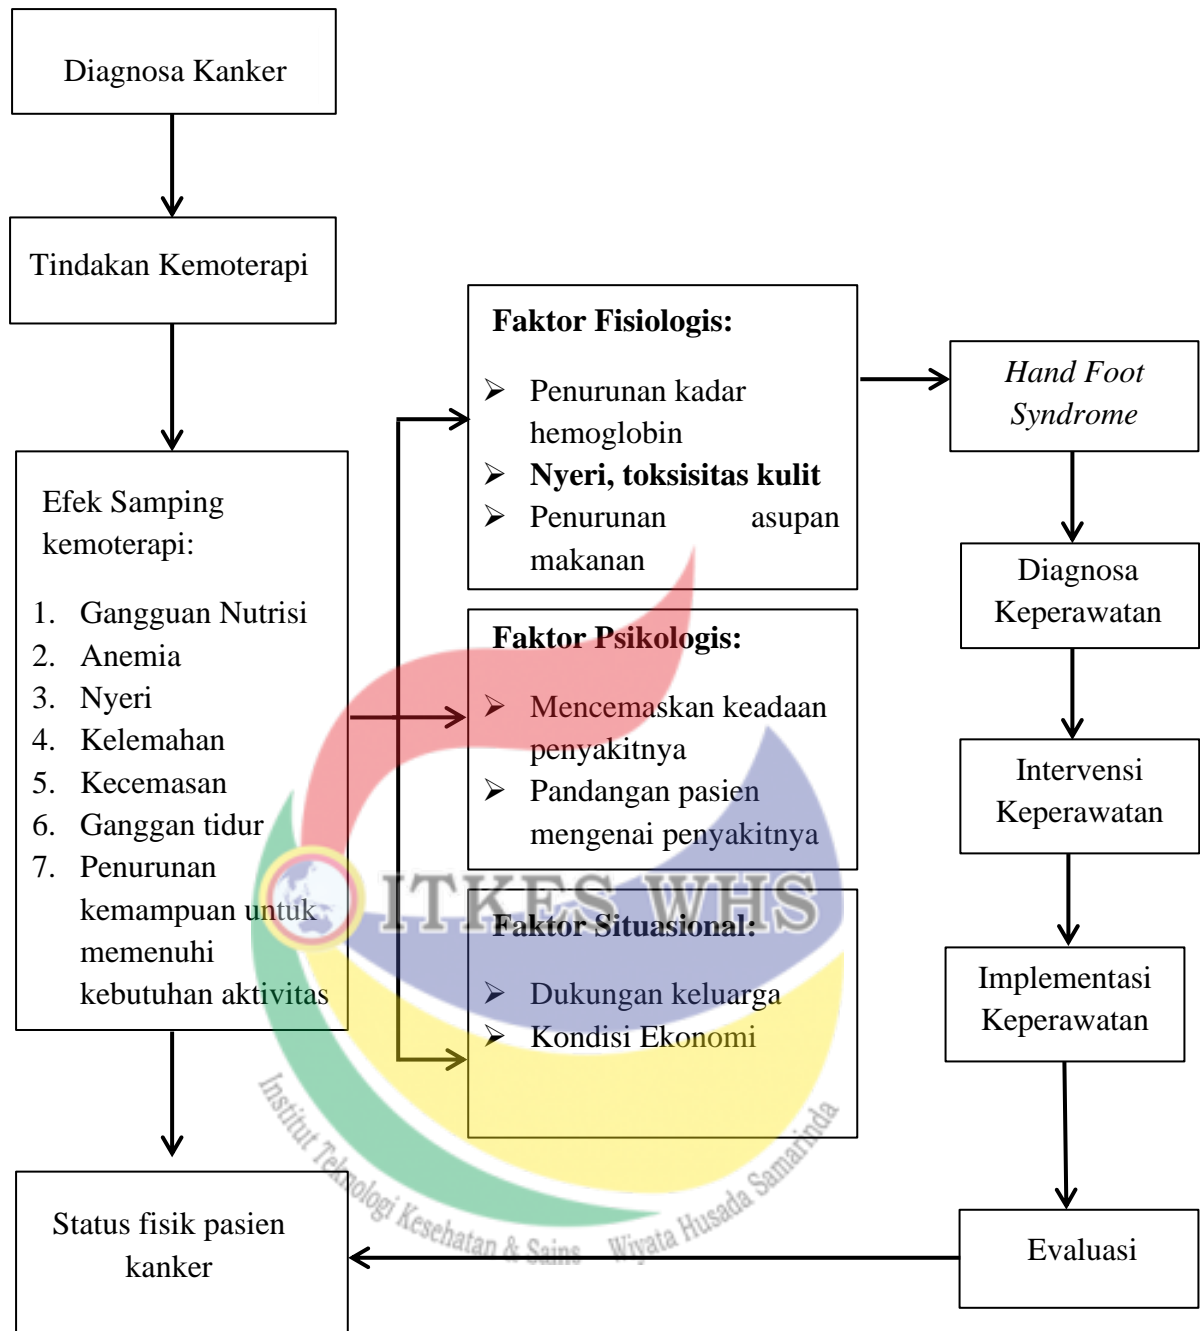 Diagnosa Kanker
Tindakan Kemoterapi
Efek Samping
kemoterapi:
1. Gangguan Nutrisi
2. Anemia
3. Nyeri
4. Kelemahan
5. Kecemasan
6. Ganggan tidur
7. Penurunan
kemampuan untuk
memenuhi
kebutuhan aktivitas
Status fisik pasien
kanker
Faktor Fisiologis:
➢ Penurunan kadar
hemoglobin
➢ Nyeri, toksisitas kulit
➢ Penurunan asupan
makanan
Faktor Psikologis:
➢ Mencemaskan keadaan
penyakitnya
➢ Pandangan pasien
mengenai penyakitnya
Faktor Situasional:
➢ Dukungan keluarga
➢ Kondisi Ekonomi
Hand Foot
Syndrome
Diagnosa
Keperawatan
Intervensi
Keperawatan
Implementasi
Keperawatan
Evaluasi
ITKES WHS
Institut Teknologi Kesehatan & Sains Wiyata Husada Samarinda